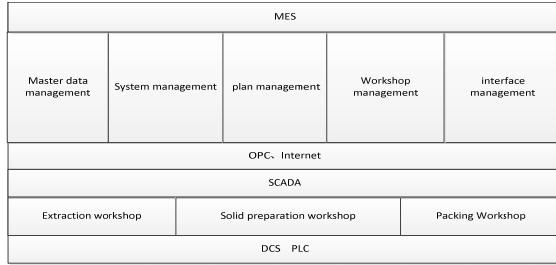 MES
Master data
management
System management
plan management
Workshop
management
interface
management
OPC、Internet
SCADA
Extraction workshop
Solid preparation workshop
Packing Workshop
DCS PLC